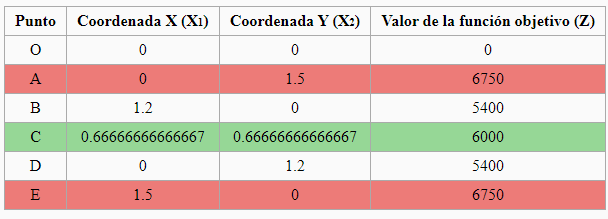 Punto Coordenada X (X1) Coordenada Y (X2) Valor de la función objetivo (Z)
O 0 0 0
A 0 1.5 6750
B 1.2 0 5400
C 0.66666666666667 0.66666666666667 6000
D 0 1.2 5400
E 1.5 0 6750